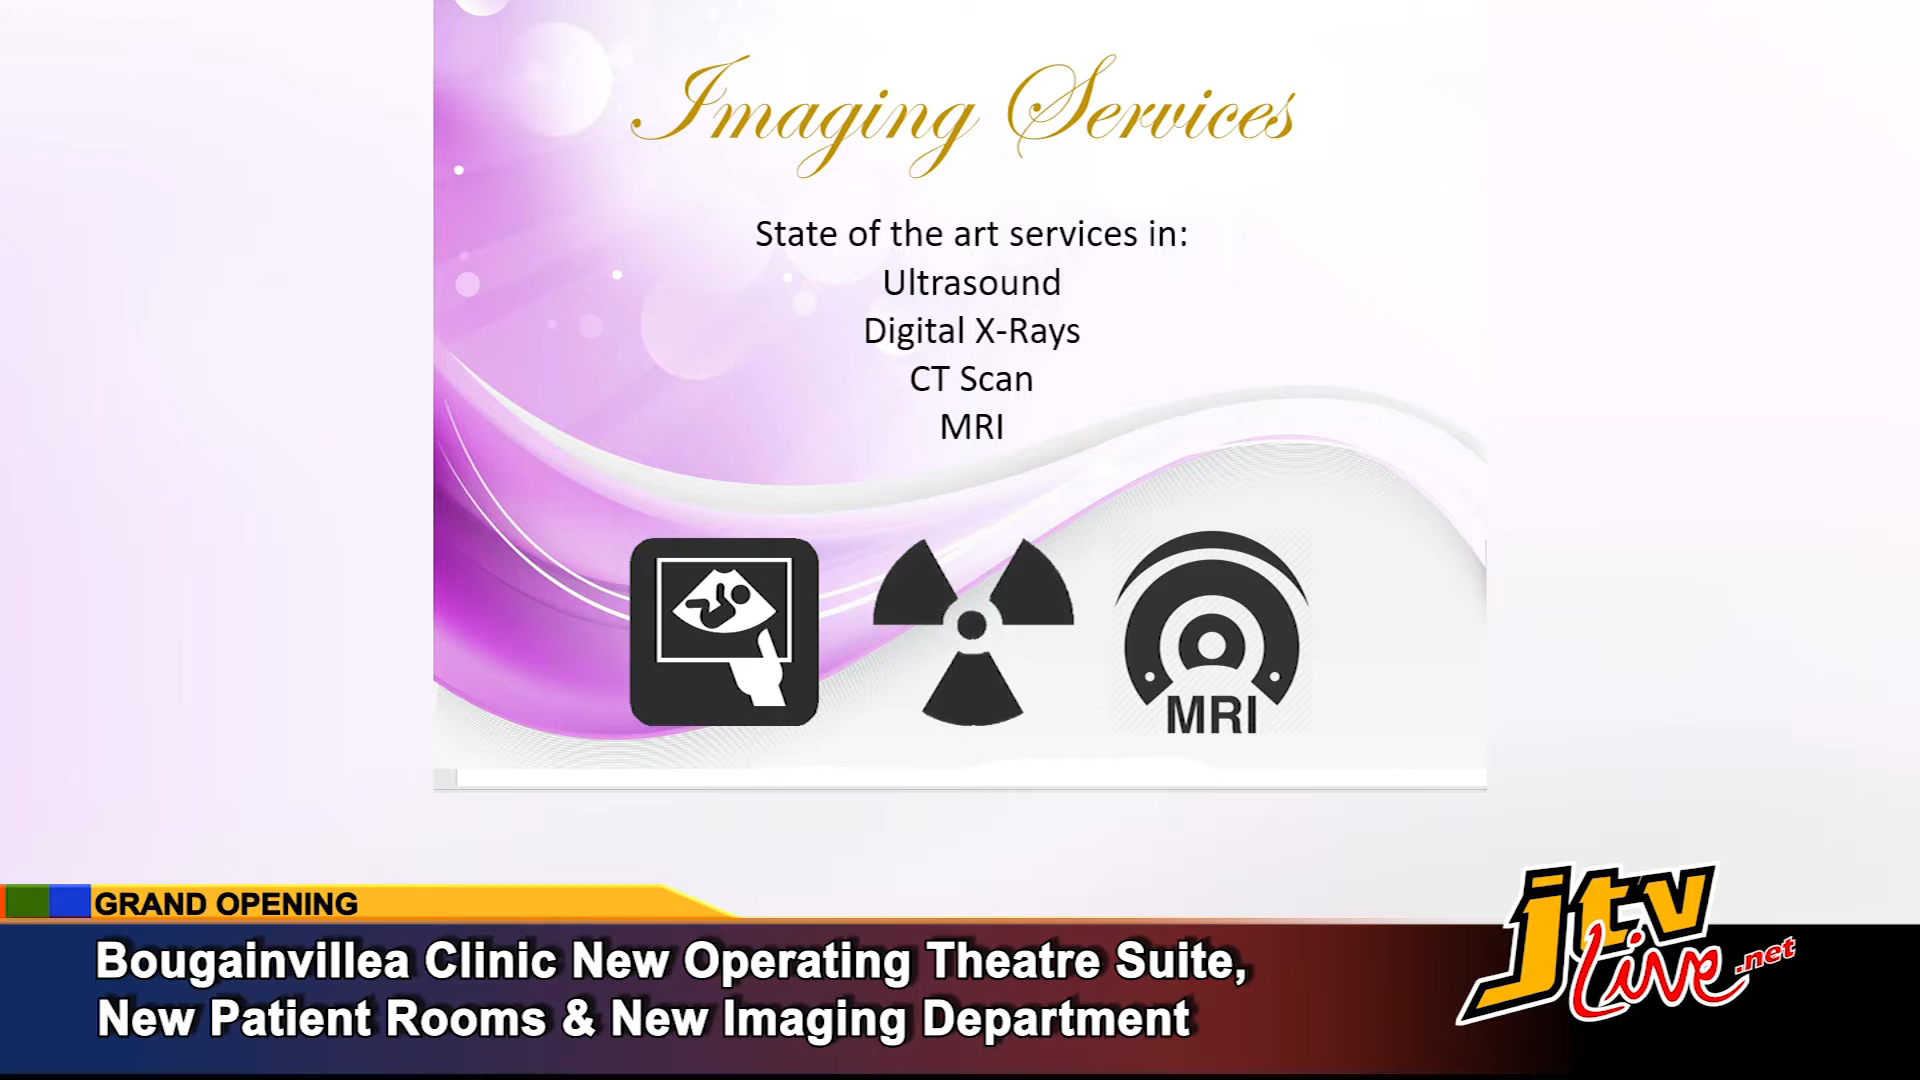 Imaging Services
State of the art services in:
Ultrasound
Digital X-Rays
CT Scan
MRI
MRI
GRAND OPENING
Bougainvillea Clinic New Operating Theatre Suite,
New Patient Rooms & New Imaging Department
jtv
Live.net